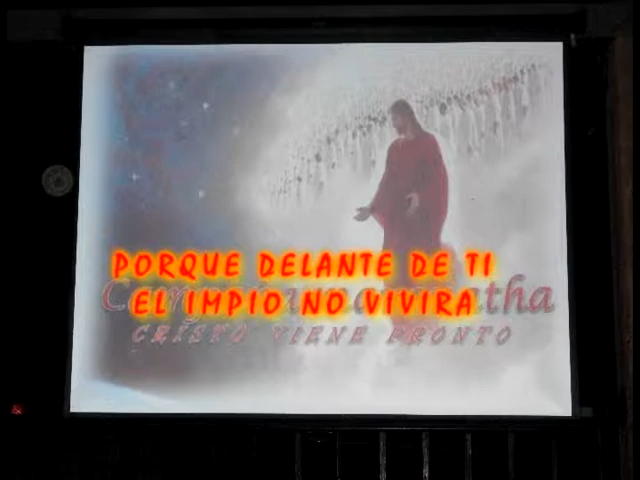 PORQUE DELANTE DE TI
EL IMPIO NO VIVIRA
CRISTO VIENE PRONTO